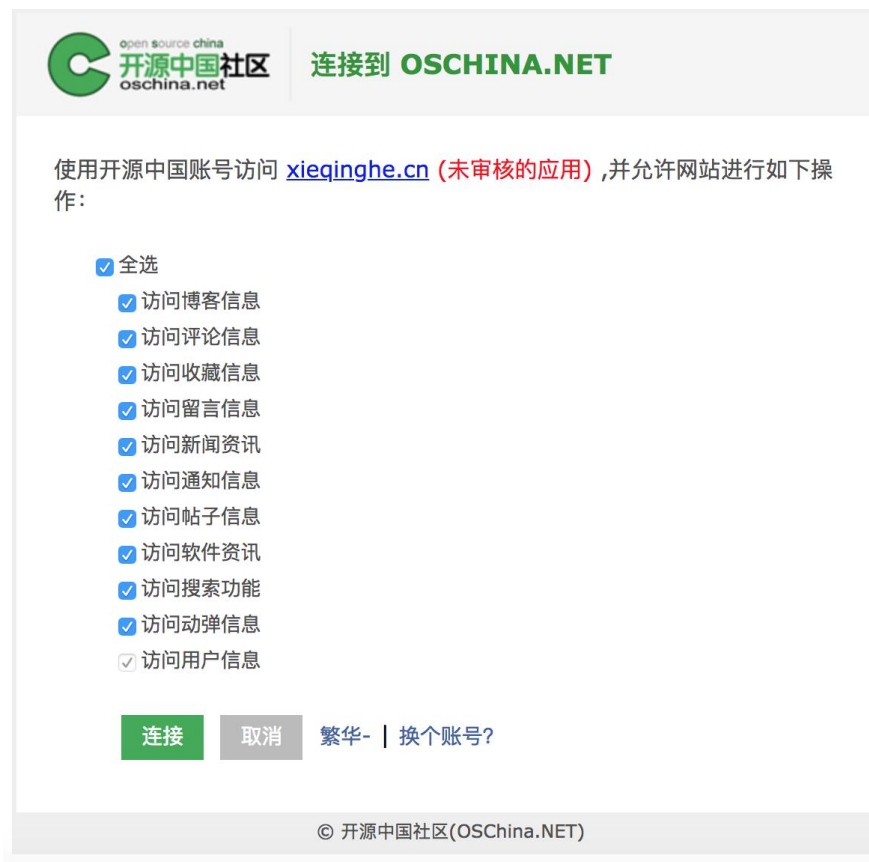 open source china
开源中国社区
oschina.net
连接到 OSCHINA.NET
使用开源中国账号访问 xieqinghe.cn (未审核的应用) ,并允许网站进行如下操
作:
全选
访问博客信息
访问评论信息
访问收藏信息
访问留言信息
访问新闻资讯
访问通知信息
访问帖子信息
访问软件资讯
访问搜索功能
访问动弹信息
访问用户信息
连接 取消 繁华- | 换个账号?
© 开源中国社区(OSChina.NET)